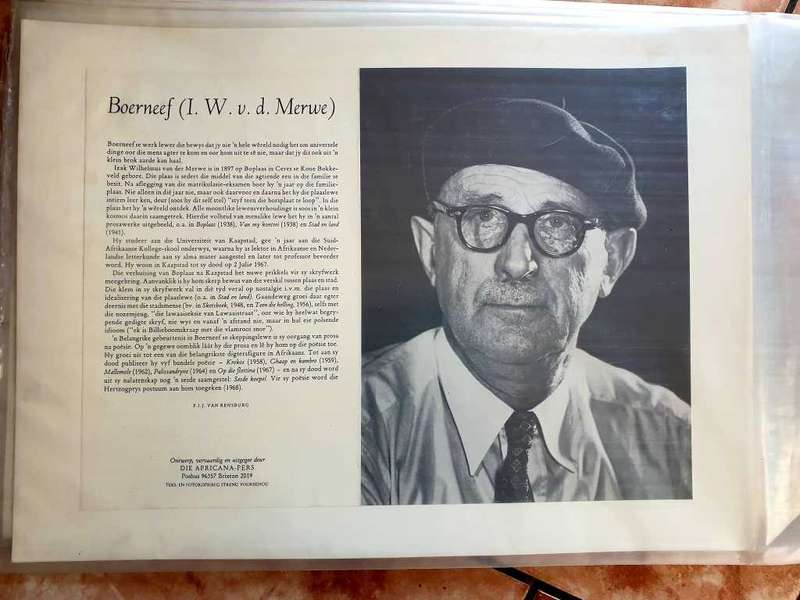 Boerneef (I. W. v. d. Merwe)
Boerneef se werk lewer die bewys dat jy nie 'n hele wêreld nodig het om universele
dinge oor die mens agter te kom en oor hom uit te sê nie, maar dat jy dit ook uit 'n
klein brok aarde kan haal.
Izak Wilhelmus van der Merwe is in 1897 op Boplaas in Ceres se Koue Bokke-
veld gebore. Die plaas is sedert die middel van die agtiende eeu in die familie se
besit. Na aflegging van die matrikulasie-eksamen boer hy 'n jaar op die familie-
plaas. Nie alleen in dié jaar nie, maar ook daarvoor en daarna het hy die plaaslewe
intiem leer ken, deur (soos hy dit self stel) "styf teen die horsplaat te loop". In die
plaas het hy 'n wêreld ontdek. Alle moontlike lewensverhoudinge is soos in 'n klein
kosmos daarin saamgetrek. Hierdie volheid van menslike lewe het hy in 'n aantal
prosawerke uitgebeeld, o.a. in Boplaas (1938), Van my kontrei (1938) en Stad en land
(1941).
Hy studeer aan die Universiteit van Kaapstad, gee 'n jaar aan die Suid-
Afrikaanse Kollege-skool onderwys, waarna hy as lektor in Afrikaanse en Neder-
landse letterkunde aan sy alma mater aangestel en later tot professor bevorder
word. Hy woon in Kaapstad tot sy dood op 2 Julie 1967.
Die verhuising van Boplaas na Kaapstad het nuwe prikkels vir sy skryfwerk
meegebring. Aanvanklik is hy hom skerp bewus van die verskil tussen plaas en stad.
Die klem in sy skryfwerk val in dié tyd veral op nostalgie i.v.m. die plaas en
idealisering van die plaaslewe (o.a. in Stad en land). Gaandeweg groei daar egter
deernis met die stadsmense (bv. in Sketsboek, 1948, en Teen die helling, 1956), selfs met
die nooiensjeug, "die lawaaiseksie van Lawaaistraat", oor wie hy heelwat begry-
pende gedigte skryf, nie wys en vanaf 'n afstand nie, maar in hul eie polsende
idioom ("ek is Billieboomskraap met die vlamrooi snor").
'n Belangrike gebeurtenis in Boerneef se skeppingslewe is sy oorgang van prosa
na poësie. Op 'n gegewe oomblik láát hy die prosa en lê hy hom op die poësie toe.
Hy groei uit tot een van die belangrikste digtersfigure in Afrikaans. Tot aan sy
dood publiseer hy vyf bundels poësie – Krokos (1958), Ghaap en kambro (1959),
Mallemole (1962), Palissandryne (1964) en Op die flottina (1967) – en na sy dood word
uit sy nalatenskap nog 'n sesde saamgestel: Sesde hoepel. Vir sy poësie word die
Hertzogprys postuum aan hom toegeken (1968).
F.I.J. VAN RENSBURG
Ontwerp, vervaardig en uitgegee deur
DIE AFRICANA-PERS
Posbus 96357 Brixton 2019
TEKS- EN FOTOKOPIEREG STRENG VOORBEHOU